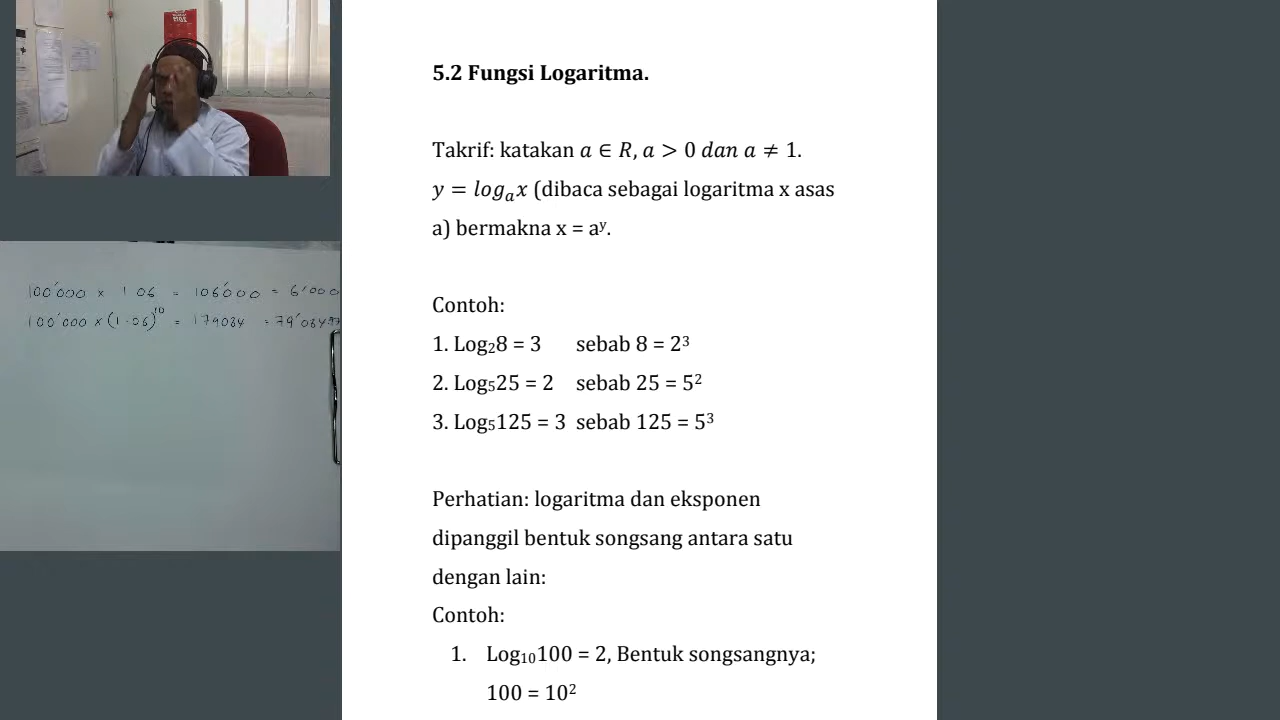 100'000 x 1.06 = 106'000 = 6'000
100'000 x (1.06)¹⁰ = 179084 = 79'084
5.2 Fungsi Logaritma.
Takrif: katakan a ∈ R, a > 0 dan a ≠ 1.
y = logₐx (dibaca sebagai logaritma x asas
a) bermakna x = aʸ.
Contoh:
1. Log₂8 = 3 sebab 8 = 2³
2. Log₅25 = 2 sebab 25 = 5²
3. Log₅125 = 3 sebab 125 = 5³
Perhatian: logaritma dan eksponen
dipanggil bentuk songsang antara satu
dengan lain:
Contoh:
1. Log₁₀100 = 2, Bentuk songsangnya;
100 = 10²